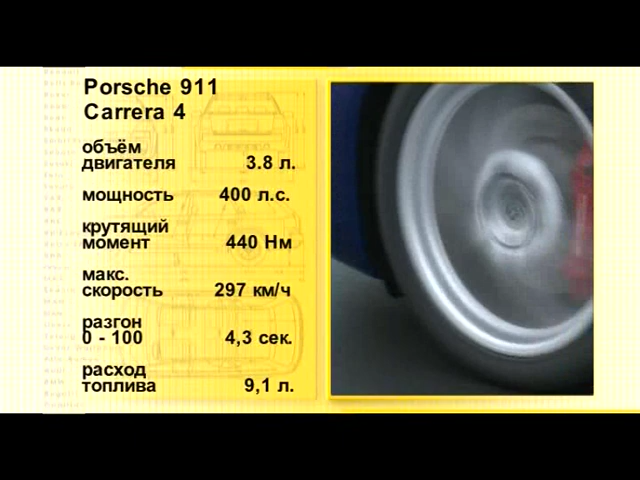 Porsche 911
Carrera 4
объём
двигателя 3.8 л.
мощность 400 л.с.
крутящий
момент 440 Нм
макс.
скорость 297 км/ч
разгон
0 - 100 4,3 сек.
расход
топлива 9,1 л.